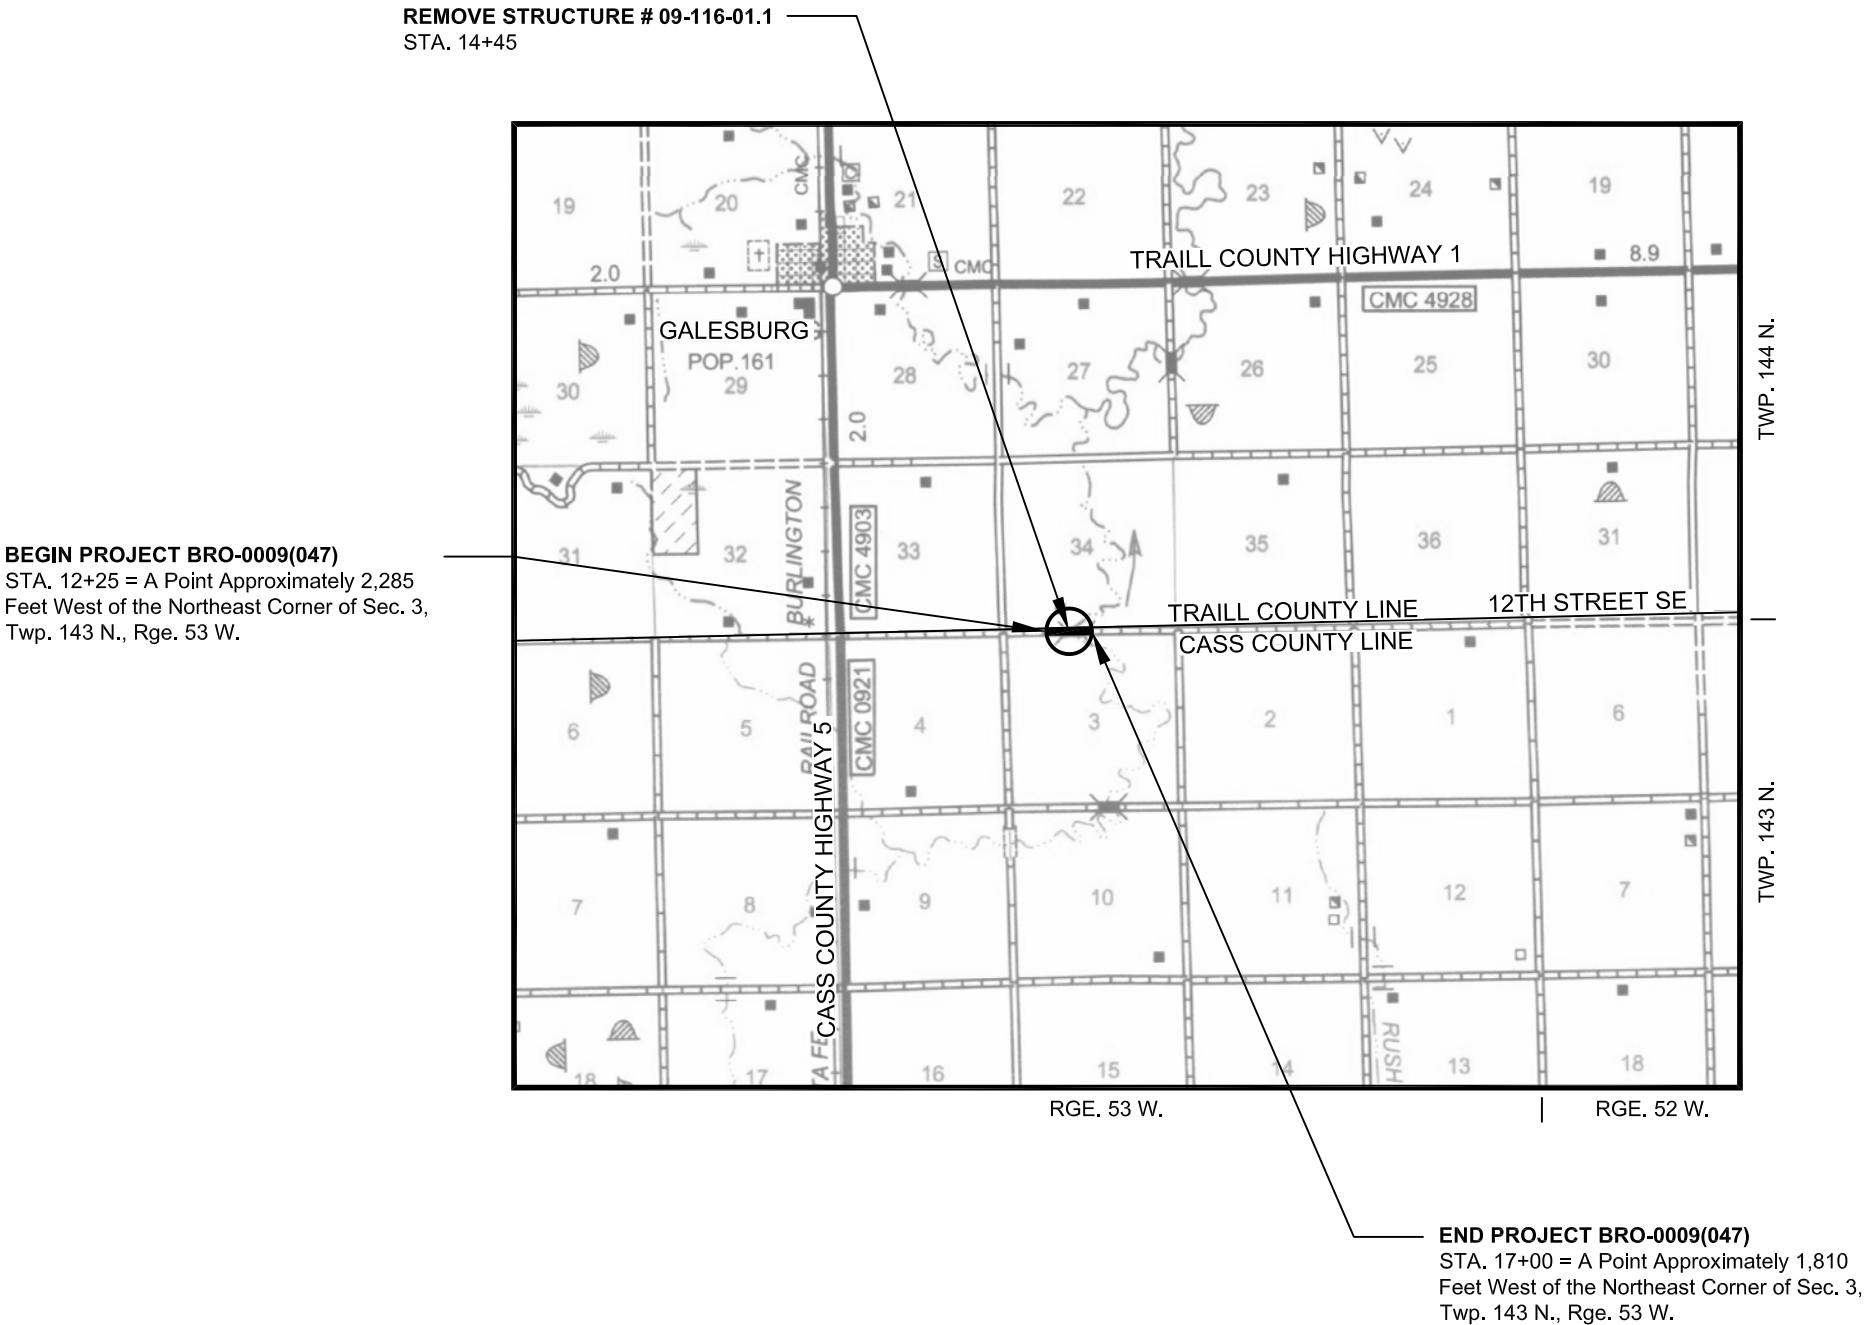 REMOVE STRUCTURE # 09-116-01.1
STA. 14+45
19
20
CMC
21
22
23
24
19
2.0
S
CMC
TRAILL COUNTY HIGHWAY 1
8.9
CMC 4928
GALESBURG
POP.161
30
29
28
27
26
25
30
2.0
TWP. 144 N.
BURLINGTON
CMC 4903
31
32
33
34
35
36
31
BEGIN PROJECT BRO-0009(047)
STA. 12+25 = A Point Approximately 2,285
Feet West of the Northeast Corner of Sec. 3,
Twp. 143 N., Rge. 53 W.
TRAILL COUNTY LINE
12TH STREET SE
CASS COUNTY LINE
RAILROAD
CMC 0921
6
5
4
3
2
1
6
CASS COUNTY HIGHWAY 5
TWP. 143 N.
7
8
9
10
11
12
7
TA FE
RUSH
18
17
16
15
14
13
18
RGE. 53 W.
RGE. 52 W.
END PROJECT BRO-0009(047)
STA. 17+00 = A Point Approximately 1,810
Feet West of the Northeast Corner of Sec. 3,
Twp. 143 N., Rge. 53 W.